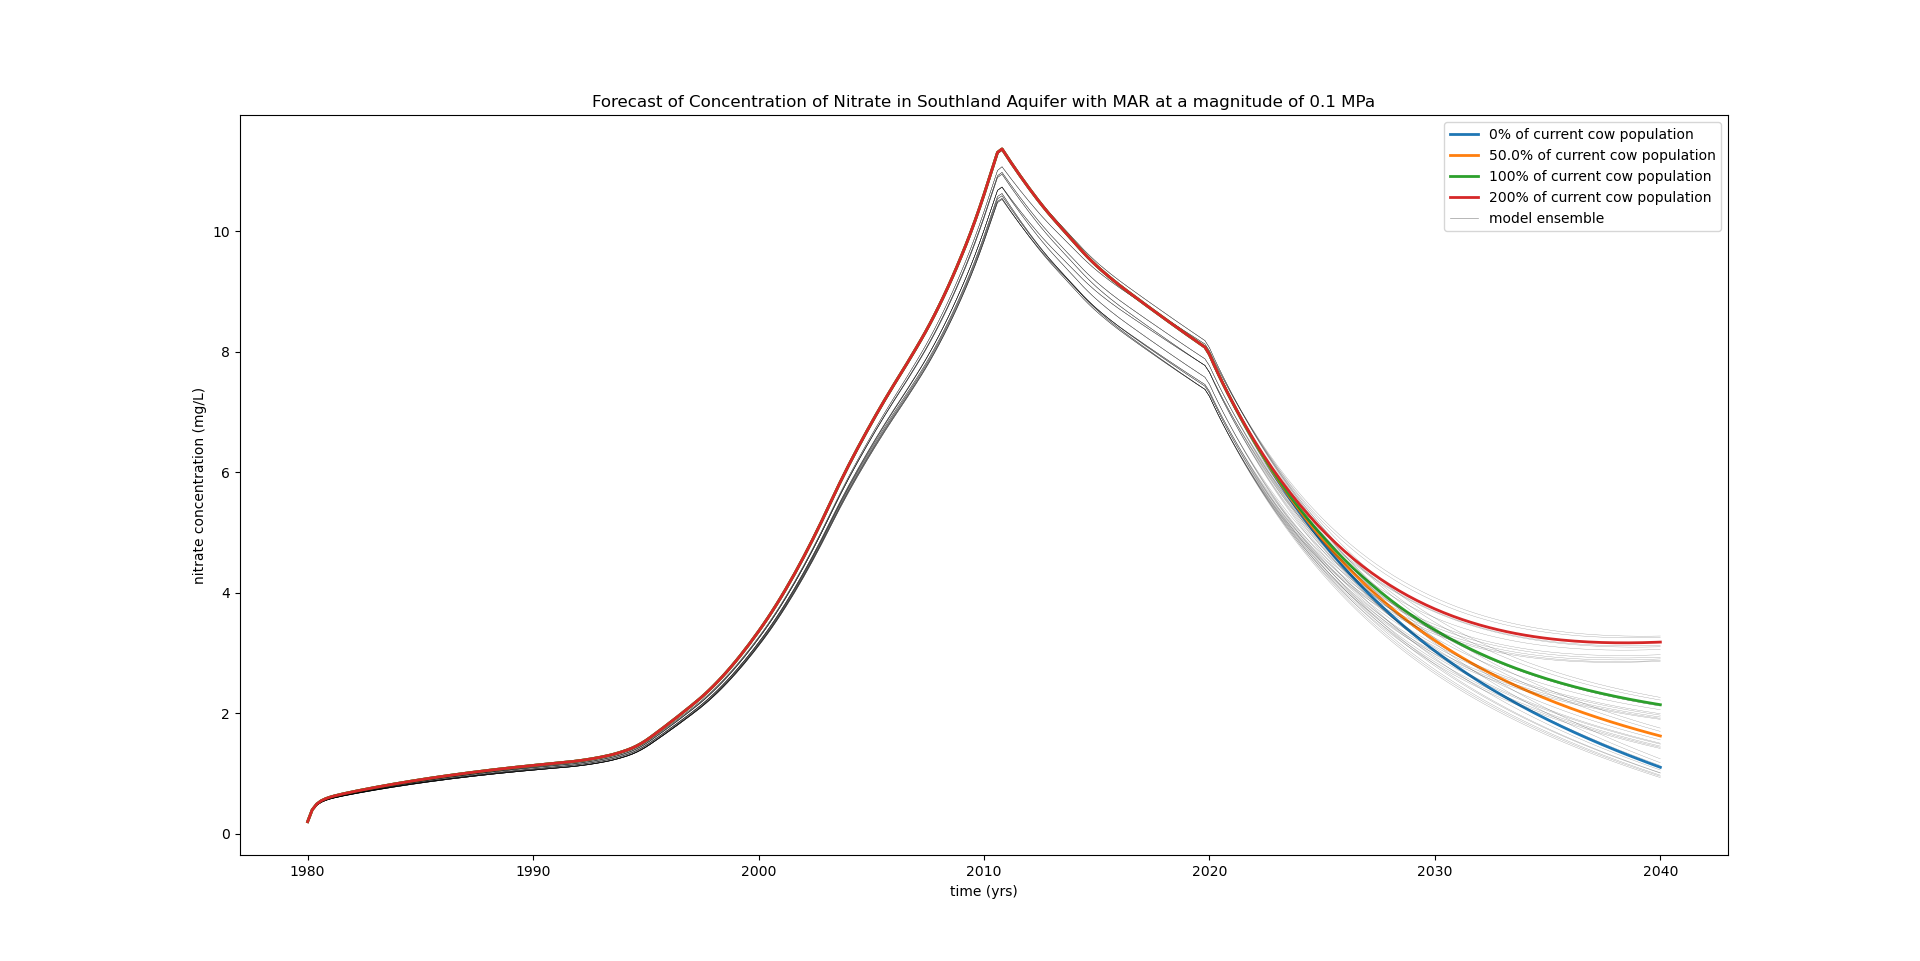 Forecast of Concentration of Nitrate in Southland Aquifer with MAR at a magnitude of 0.1 MPa
0% of current cow population
50.0% of current cow population
100% of current cow population
200% of current cow population
model ensemble
nitrate concentration (mg/L)
10
8
6
4
2
0
1980 1990 2000 2010 2020 2030 2040
time (yrs)